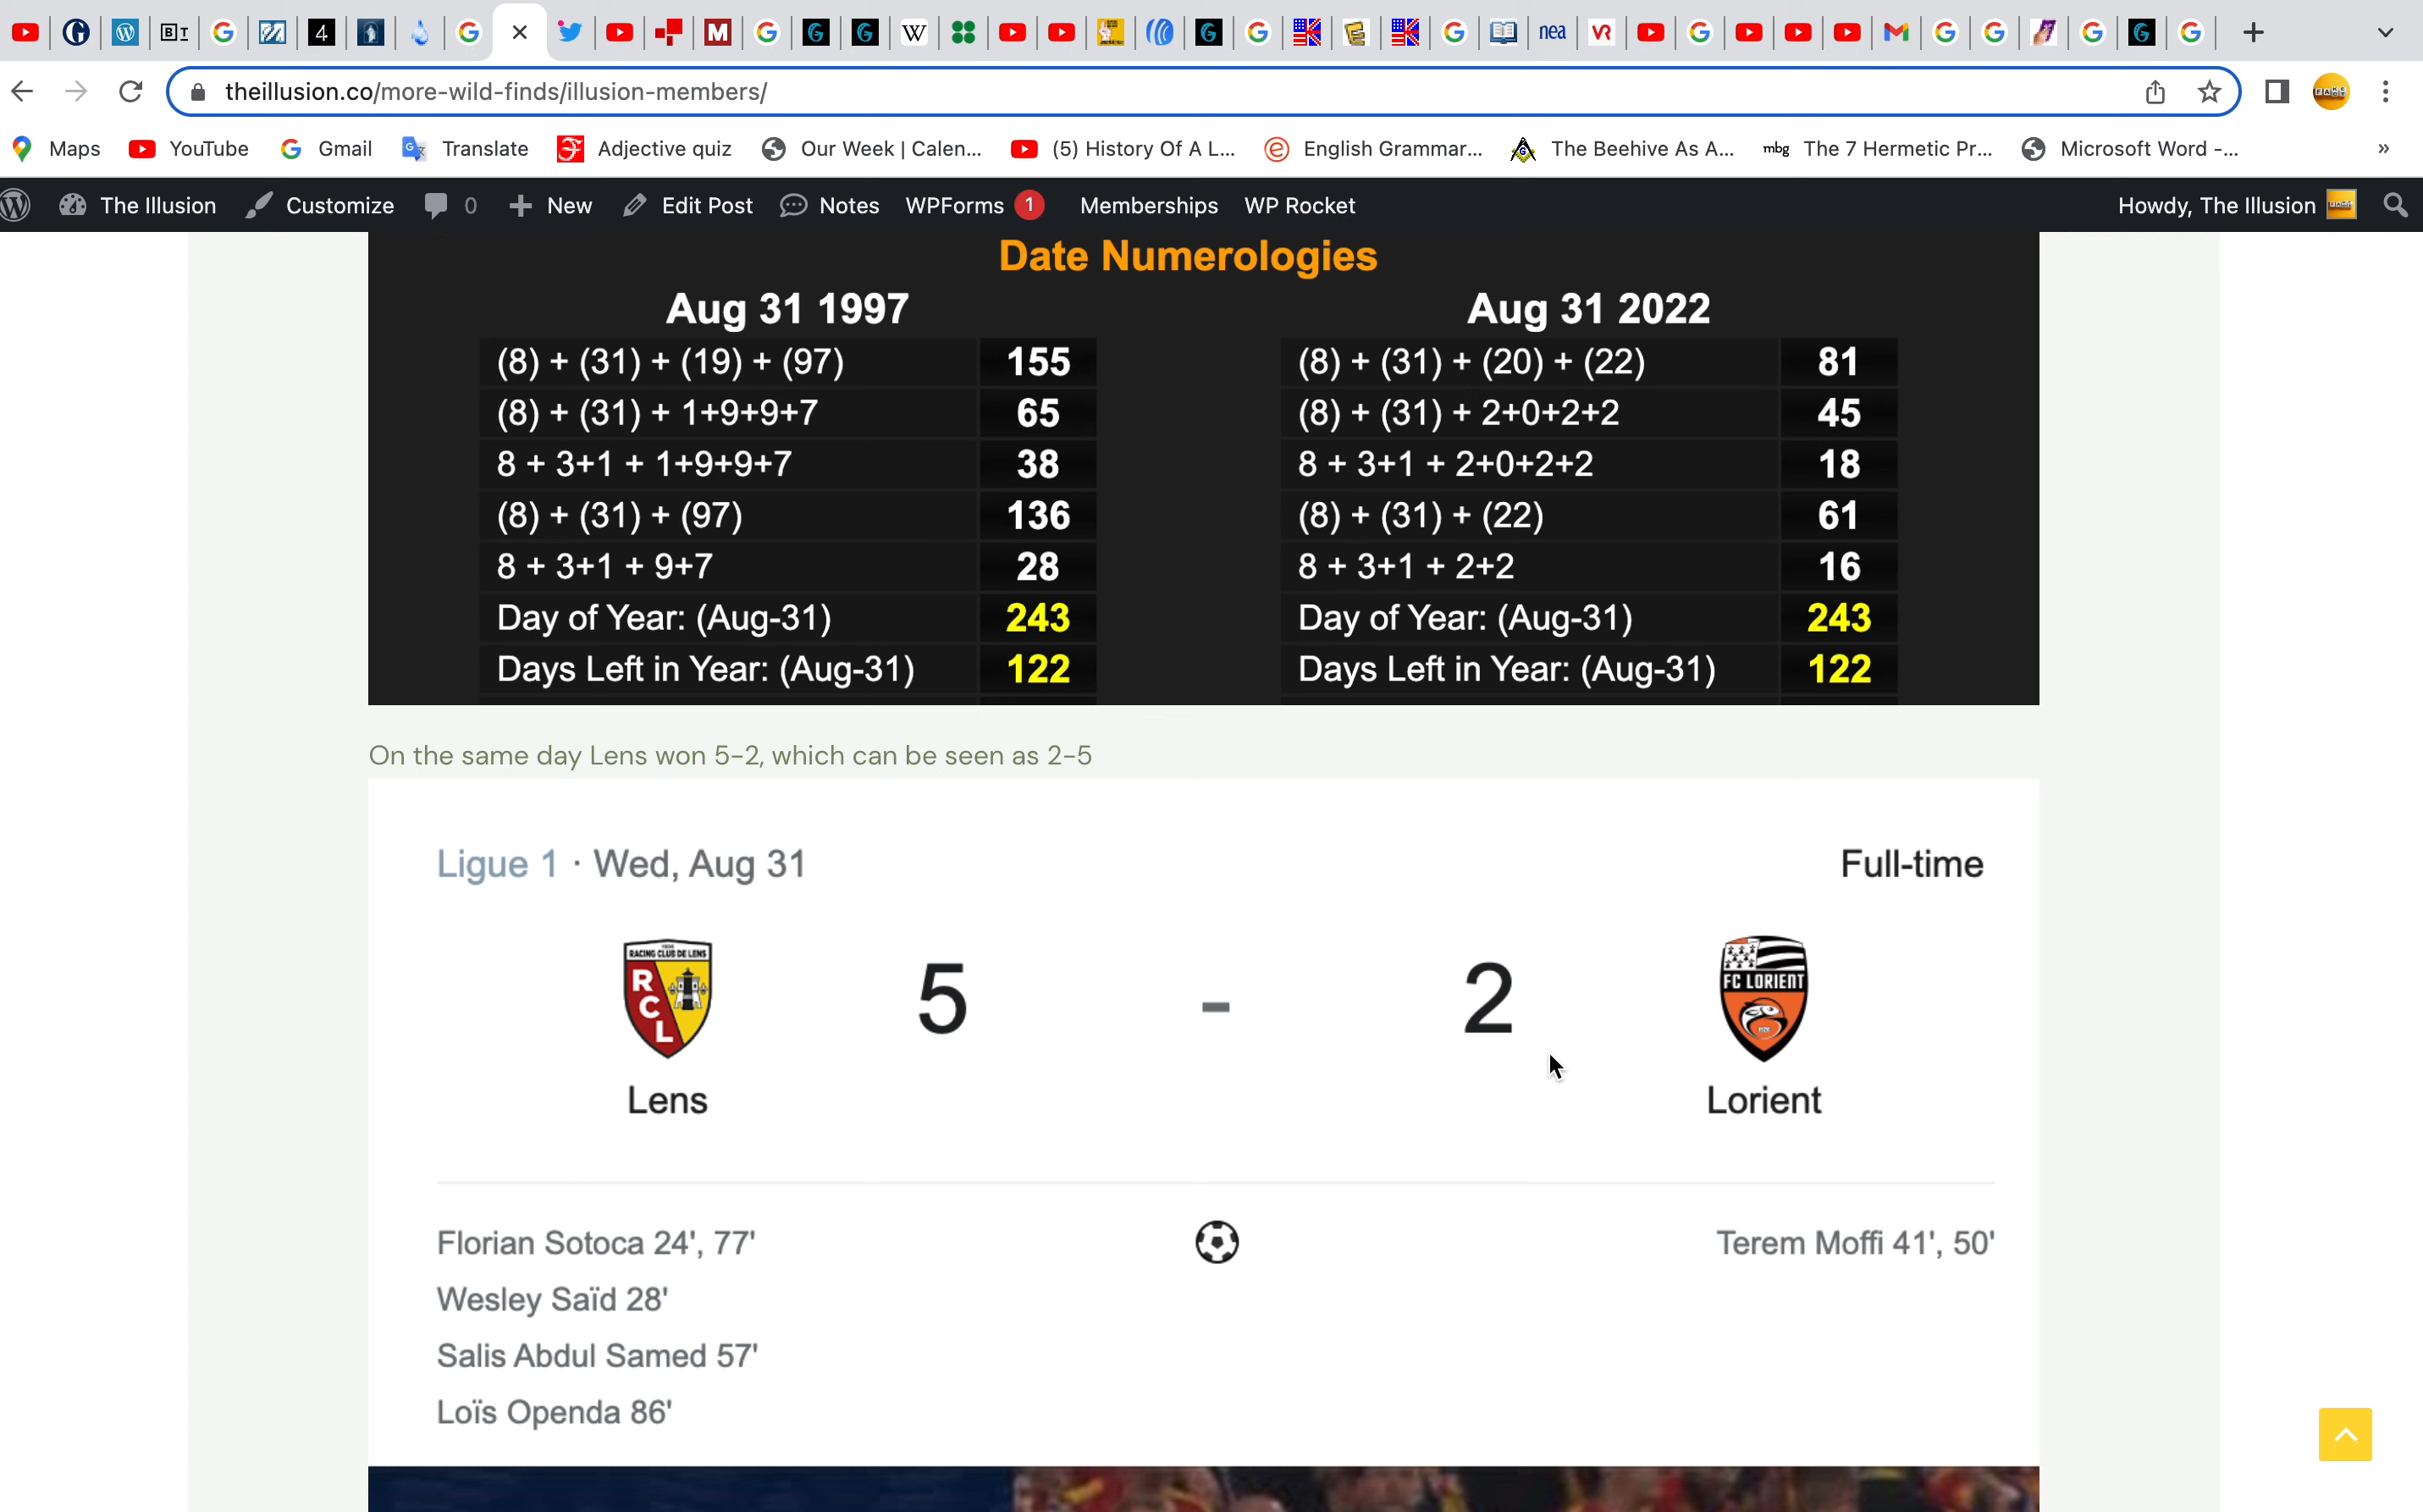 BIT
4
M
W
nea
VR
theillusion.co/more-wild-finds/illusion-members/
Maps YouTube Gmail Translate Adjective quiz Our Week | Calen... (5) History Of A L... English Grammar... The Beehive As A... mbg The 7 Hermetic Pr... Microsoft Word -... »
The Illusion Customize 0 New Edit Post Notes WPForms 1 Memberships WP Rocket Howdy, The Illusion
Date Numerologies
Aug 31 1997 Aug 31 2022
(8) + (31) + (19) + (97) 155 (8) + (31) + (20) + (22) 81
(8) + (31) + 1+9+9+7 65 (8) + (31) + 2+0+2+2 45
8 + 3+1 + 1+9+9+7 38 8 + 3+1 + 2+0+2+2 18
(8) + (31) + (97) 136 (8) + (31) + (22) 61
8 + 3+1 + 9+7 28 8 + 3+1 + 2+2 16
Day of Year: (Aug-31) 243 Day of Year: (Aug-31) 243
Days Left in Year: (Aug-31) 122 Days Left in Year: (Aug-31) 122
On the same day Lens won 5-2, which can be seen as 2-5
Ligue 1 · Wed, Aug 31 Full-time
RACING CLUB DE LENS
RCL
5 - 2
FC LORIENT
Lens Lorient
Florian Sotoca 24', 77' Terem Moffi 41', 50'
Wesley Saïd 28'
Salis Abdul Samed 57'
Loïs Openda 86'